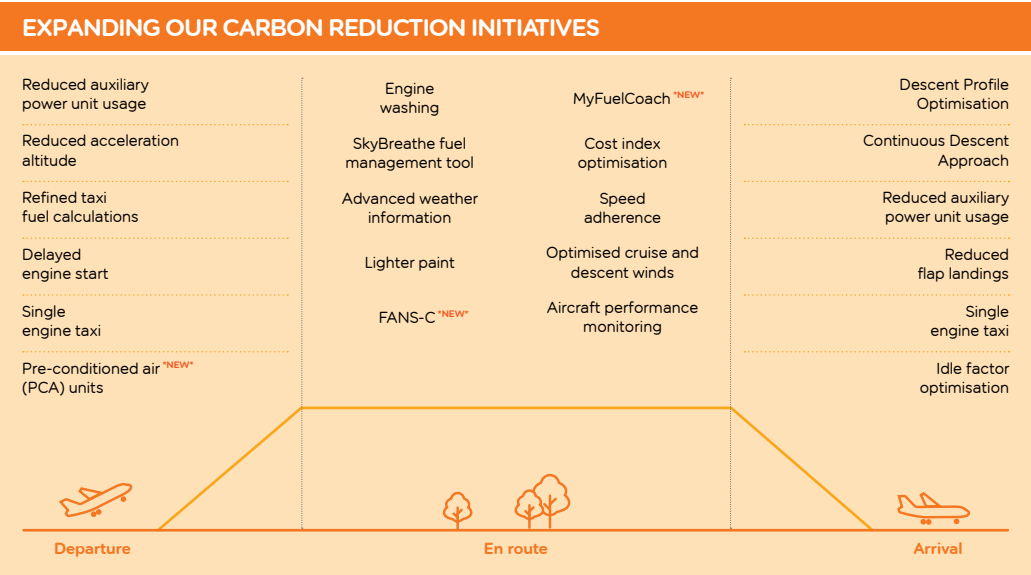 EXPANDING OUR CARBON REDUCTION INITIATIVES
Reduced auxiliary
power unit usage
Reduced acceleration
altitude
Refined taxi
fuel calculations
Delayed
engine start
Single
engine taxi
Pre-conditioned air *NEW*
(PCA) units
Engine
washing
SkyBreathe fuel
management tool
Advanced weather
information
Lighter paint
FANS-C *NEW*
MyFuelCoach *NEW*
Cost index
optimisation
Speed
adherence
Optimised cruise and
descent winds
Aircraft performance
monitoring
Descent Profile
Optimisation
Continuous Descent
Approach
Reduced auxiliary
power unit usage
Reduced
flap landings
Single
engine taxi
Idle factor
optimisation
Departure
En route
Arrival